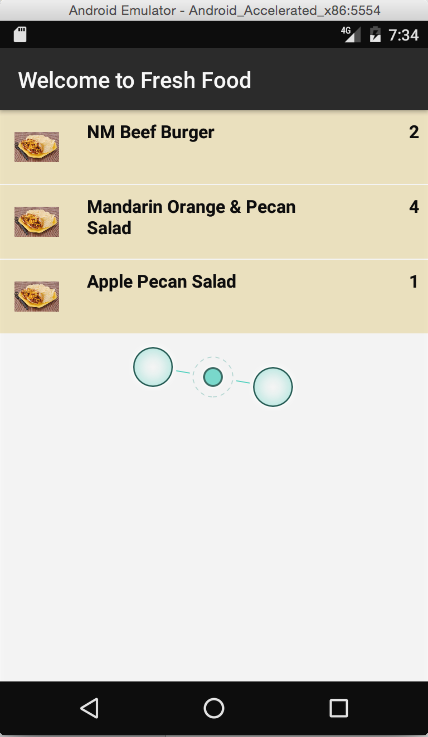 Android Emulator - Android_Accelerated_x86:5554
4G 7:34
Welcome to Fresh Food
NM Beef Burger 2
Mandarin Orange & Pecan 4
Salad
Apple Pecan Salad 1